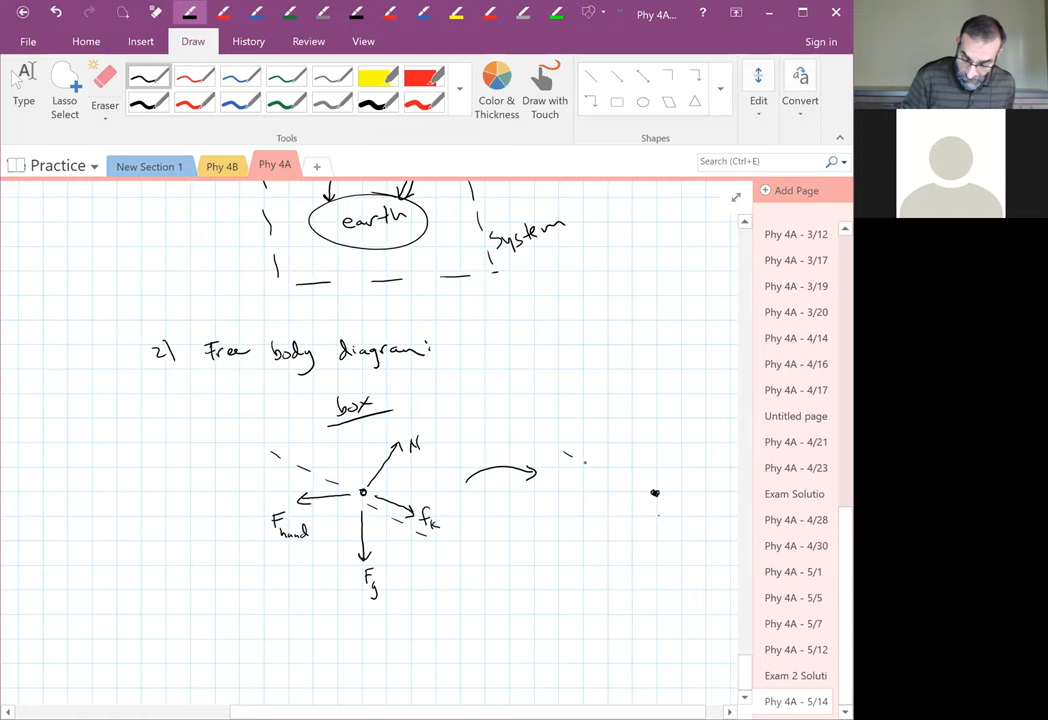 Phy 4A...
?
File
Home
Insert
Draw
History
Review
View
Sign in
Type
Lasso
Select
Eraser
Color &
Thickness
Draw with
Touch
Edit
Convert
Tools
Shapes
Practice
New Section 1
Phy 4B
Phy 4A
+
Search (Ctrl+E)
Add Page
Phy 4A - 3/12
Phy 4A - 3/17
Phy 4A - 3/19
Phy 4A - 3/20
Phy 4A - 4/14
Phy 4A - 4/16
Phy 4A - 4/17
Untitled page
Phy 4A - 4/21
Phy 4A - 4/23
Exam Solutio
Phy 4A - 4/28
Phy 4A - 4/30
Phy 4A - 5/1
Phy 4A - 5/5
Phy 4A - 5/7
Phy 4A - 5/12
Exam 2 Soluti
Phy 4A - 5/14
earth
system
2) Free body diagram:
box
N
F hand
fk
Fg